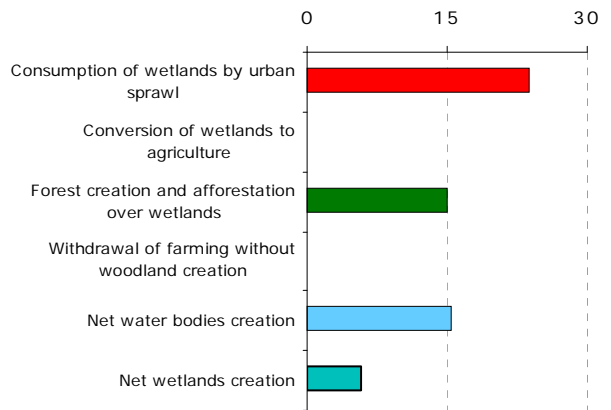 0 15 30
Consumption of wetlands by urban
sprawl
Conversion of wetlands to
agriculture
Forest creation and afforestation
over wetlands
Withdrawal of farming without
woodland creation
Net water bodies creation
Net wetlands creation